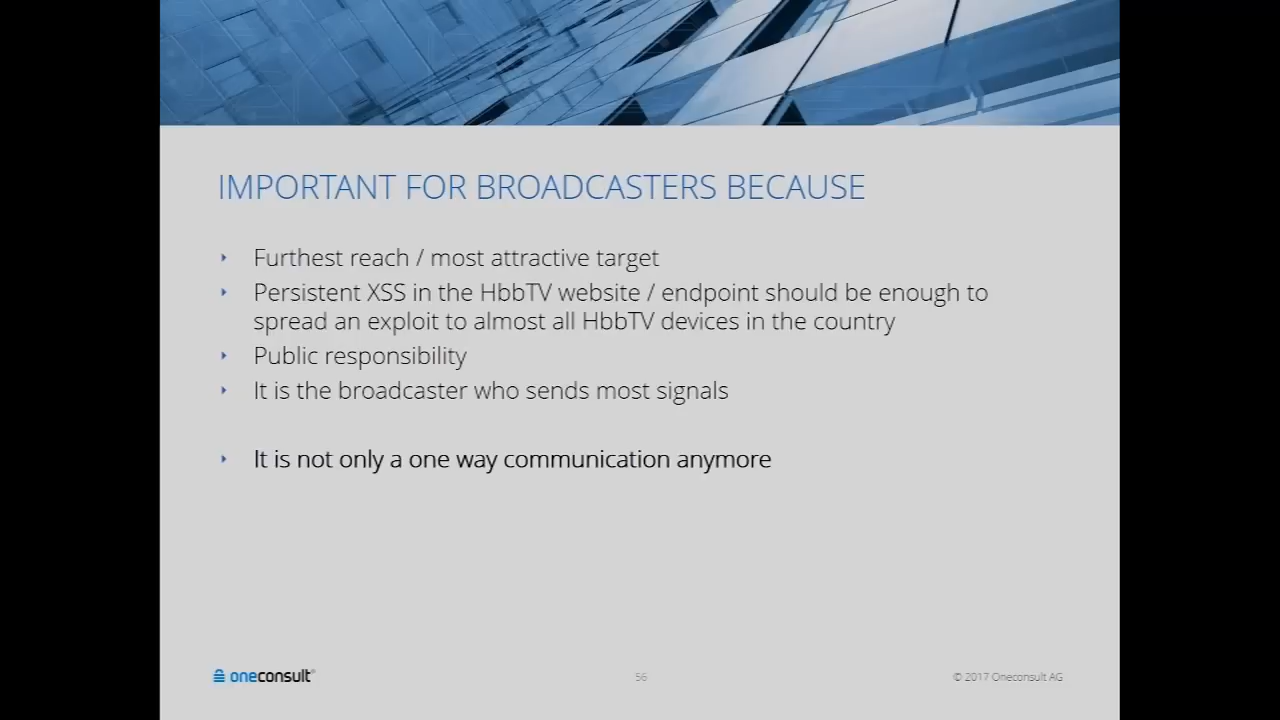 IMPORTANT FOR BROADCASTERS BECAUSE
Furthest reach / most attractive target
Persistent XSS in the HbbTV website / endpoint should be enough to
spread an exploit to almost all HbbTV devices in the country
Public responsibility
It is the broadcaster who sends most signals
It is not only a one way communication anymore
oneconsult®
56
© 2017 Oneconsult AG